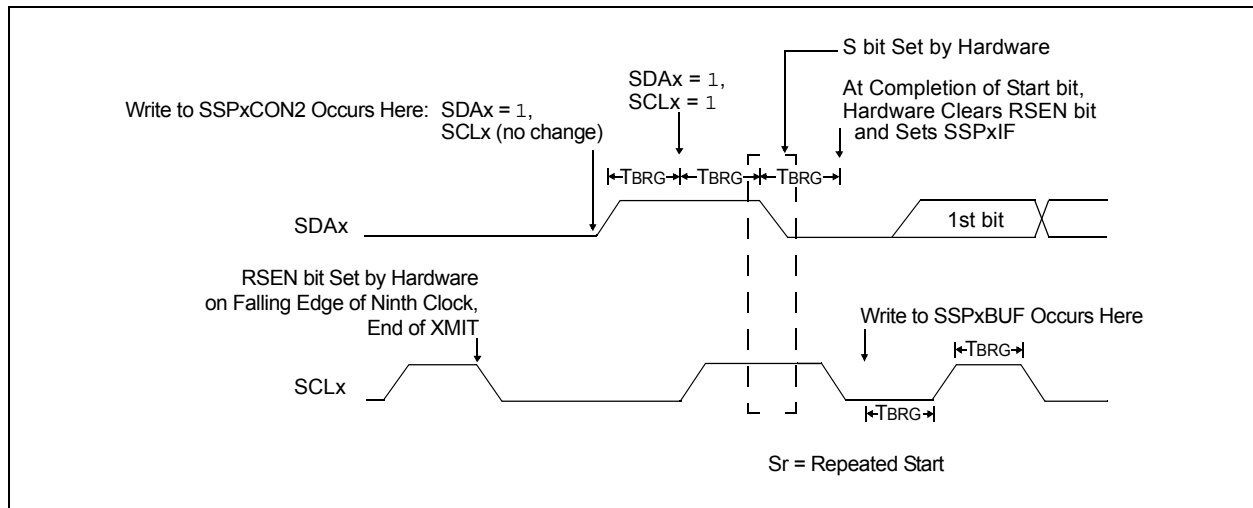 S bit Set by Hardware
SDAx = 1,
SCLx = 1
At Completion of Start bit,
Hardware Clears RSEN bit
and Sets SSPxIF
Write to SSPxCON2 Occurs Here: SDAx = 1,
SCLx (no change)
TBRG TBRG TBRG
SDAx
1st bit
RSEN bit Set by Hardware
on Falling Edge of Ninth Clock,
End of XMIT
Write to SSPxBUF Occurs Here
TBRG
SCLx
TBRG
Sr = Repeated Start